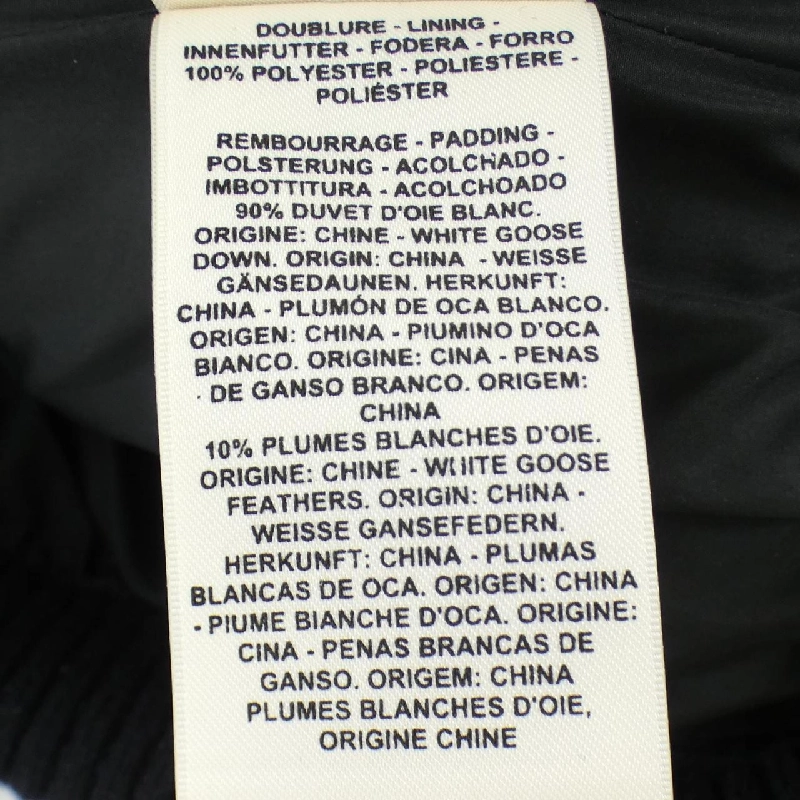 DOUBLURE - LINING -
INNENFUTTER - FODERA - FORRO
100% POLYESTER - POLIESTERE -
POLIÉSTER
REMBOURRAGE - PADDING -
POLSTERUNG - ACOLCHADO -
IMBOTTITURA - ACOLCHOADO
90% DUVET D'OIE BLANC.
ORIGINE: CHINE - WHITE GOOSE
DOWN. ORIGIN: CHINA - WEISSE
GÄNSEDAUNEN. HERKUNFT:
CHINA - PLUMÓN DE OCA BLANCO.
ORIGEN: CHINA - PIUMINO D'OCA
BIANCO. ORIGINE: CINA - PENAS
DE GANSO BRANCO. ORIGEM:
CHINA
10% PLUMES BLANCHES D'OIE.
ORIGINE: CHINE - WHITE GOOSE
FEATHERS. ORIGIN: CHINA -
WEISSE GANSEFEDERN.
HERKUNFT: CHINA - PLUMAS
BLANCAS DE OCA. ORIGEN: CHINA
- PIUME BIANCHE D'OCA. ORIGINE:
CINA - PENAS BRANCAS DE
GANSO. ORIGEM: CHINA
PLUMES BLANCHES D'OIE,
ORIGINE CHINE